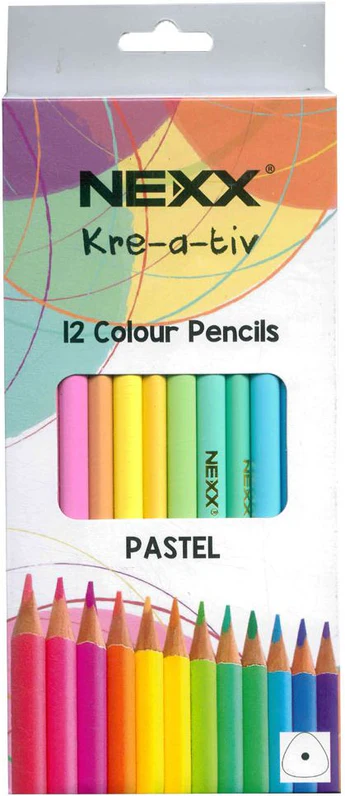 NEXX®
Kre-a-tiv
12 Colour Pencils
NEXX®
NEXX
PASTEL